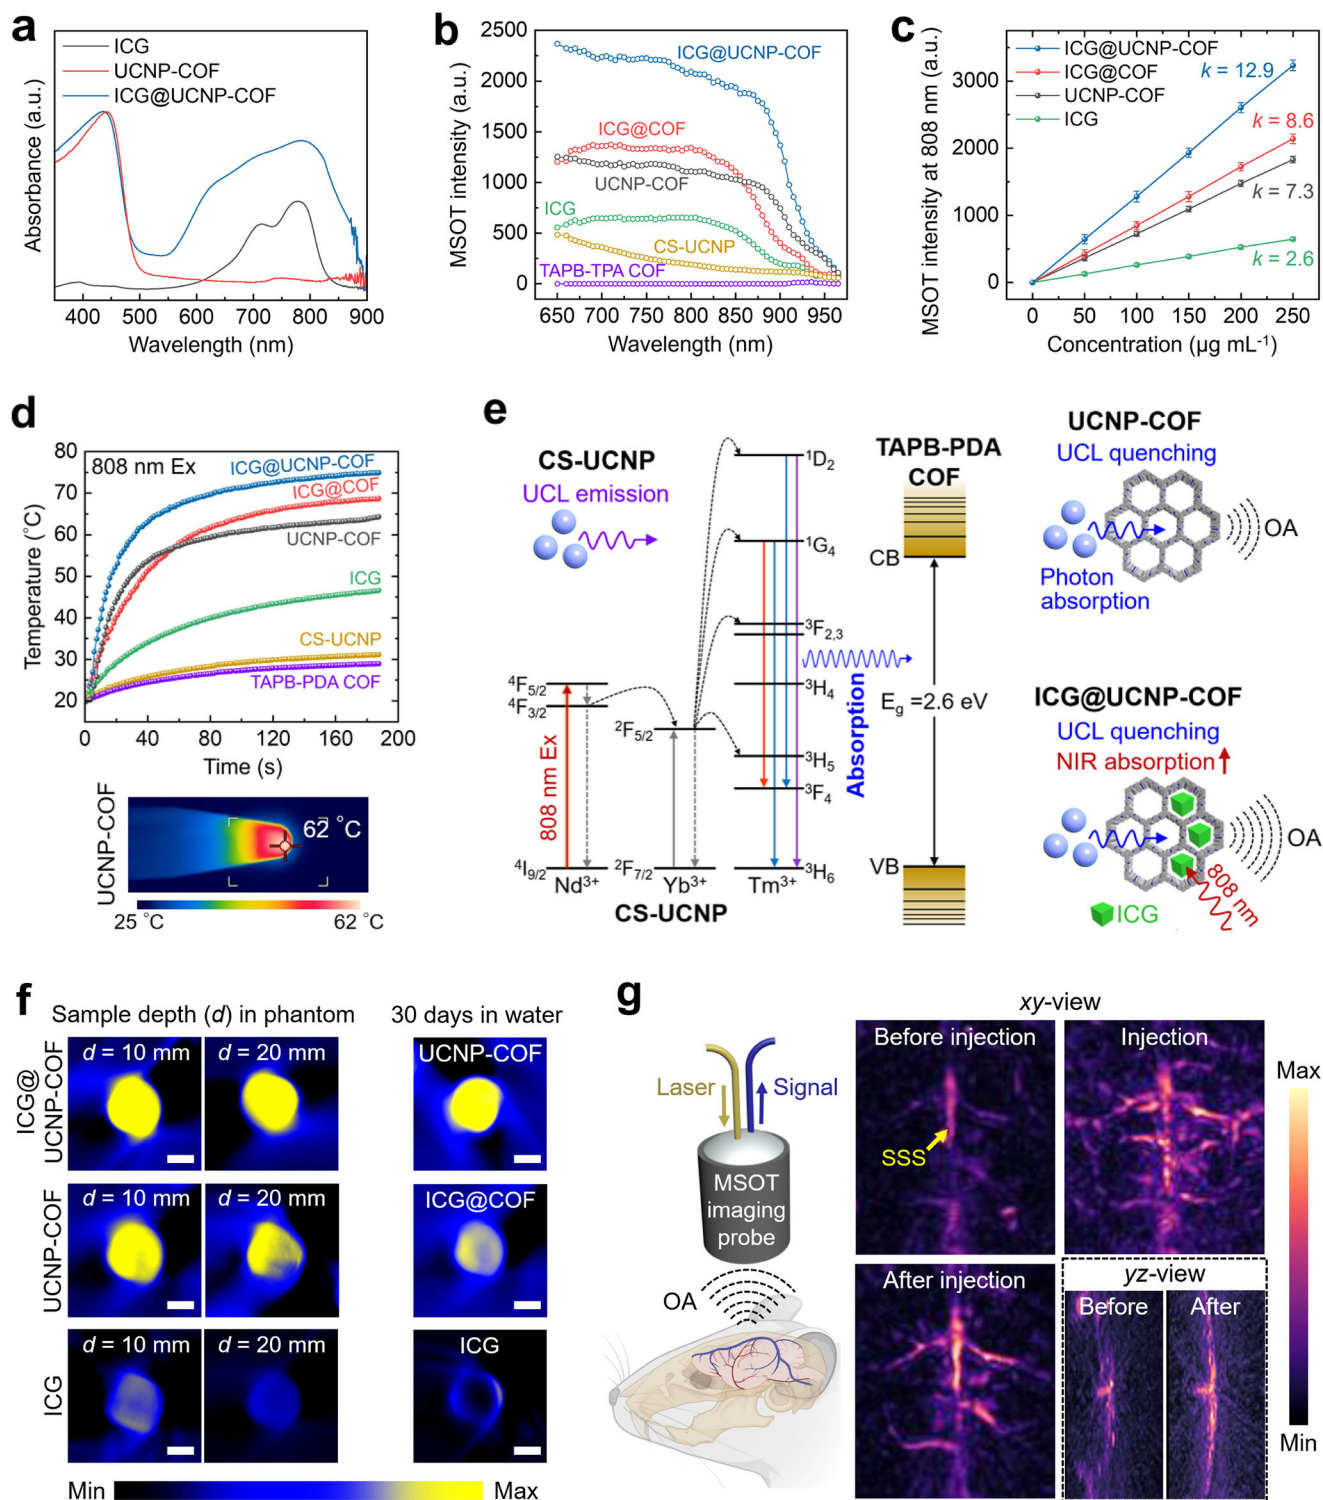 a
ICG
UCNP-COF
ICG@UCNP-COF
Absorbance (a.u.)
400 500 600 700 800 900
Wavelength (nm)
b
2500
2000
1500
1000
500
0
MSOT intensity (a.u.)
ICG@UCNP-COF
ICG@COF
UCNP-COF
ICG
CS-UCNP
TAPB-TPA COF
650 700 750 800 850 900 950
Wavelength (nm)
c
MSOT intensity at 808 nm (a.u.)
3000
2000
1000
0
ICG@UCNP-COF
ICG@COF
UCNP-COF
ICG
k = 12.9
k = 8.6
k = 7.3
k = 2.6
0 50 100 150 200 250
Concentration (µg mL-1)
d
80
70
60
50
40
30
20
Temperature (°C)
808 nm Ex
ICG@UCNP-COF
ICG@COF
UCNP-COF
ICG
CS-UCNP
TAPB-PDA COF
0 40 80 120 160 200
Time (s)
UCNP-COF
62 °C
25 °C 62 °C
e
CS-UCNP
UCL emission
1D2
1G4
3F2,3
3H4
3H5
3F4
3H6
4F5/2
4F3/2
2F5/2
808 nm Ex
4I9/2
2F7/2
Nd3+ Yb3+ Tm3+
CS-UCNP
Absorption
TAPB-PDA
COF
CB
Eg =2.6 eV
VB
UCNP-COF
UCL quenching
OA
Photon
absorption
ICG@UCNP-COF
UCL quenching
NIR absorption
OA
808 nm
ICG
f
Sample depth (d) in phantom
30 days in water
ICG@
UCNP-COF
d = 10 mm
d = 20 mm
UCNP-COF
UCNP-COF
d = 10 mm
d = 20 mm
ICG@COF
ICG
d = 10 mm
d = 20 mm
ICG
Min Max
g
Laser
Signal
MSOT
imaging
probe
OA
xy-view
Before injection
SSS
Injection
After injection
yz-view
Before After
Max
Min